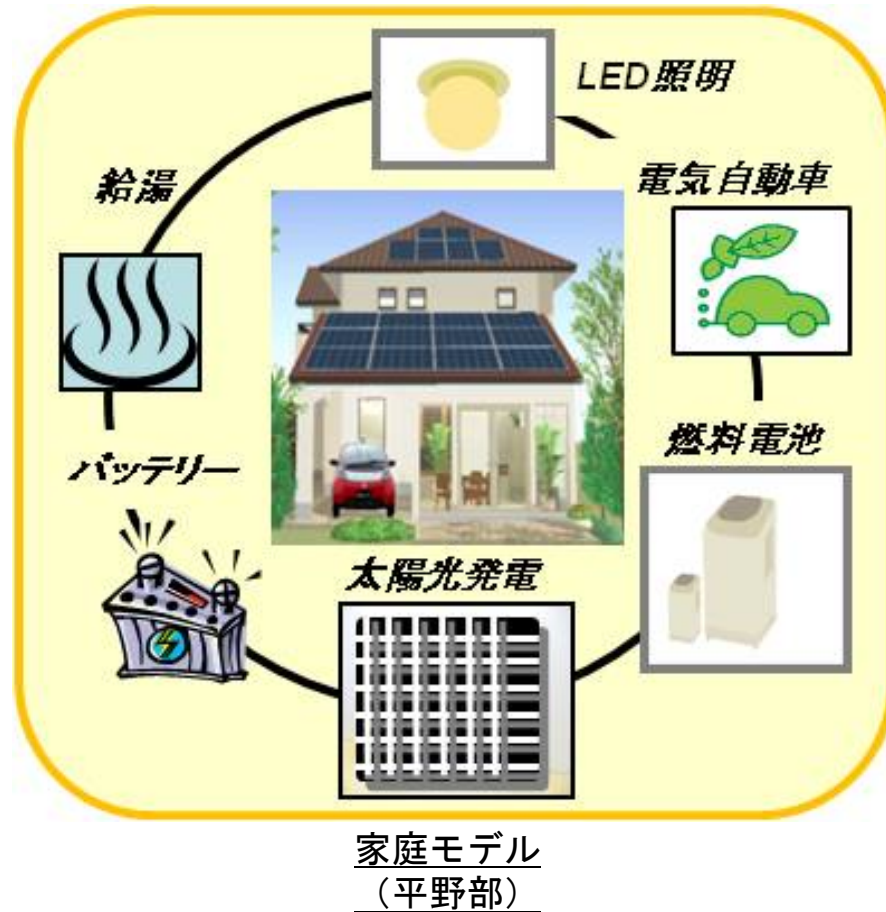 LED照明
給湯
電気自動車
燃料電池
バッテリー
太陽光発電
家庭モデル
（平野部）